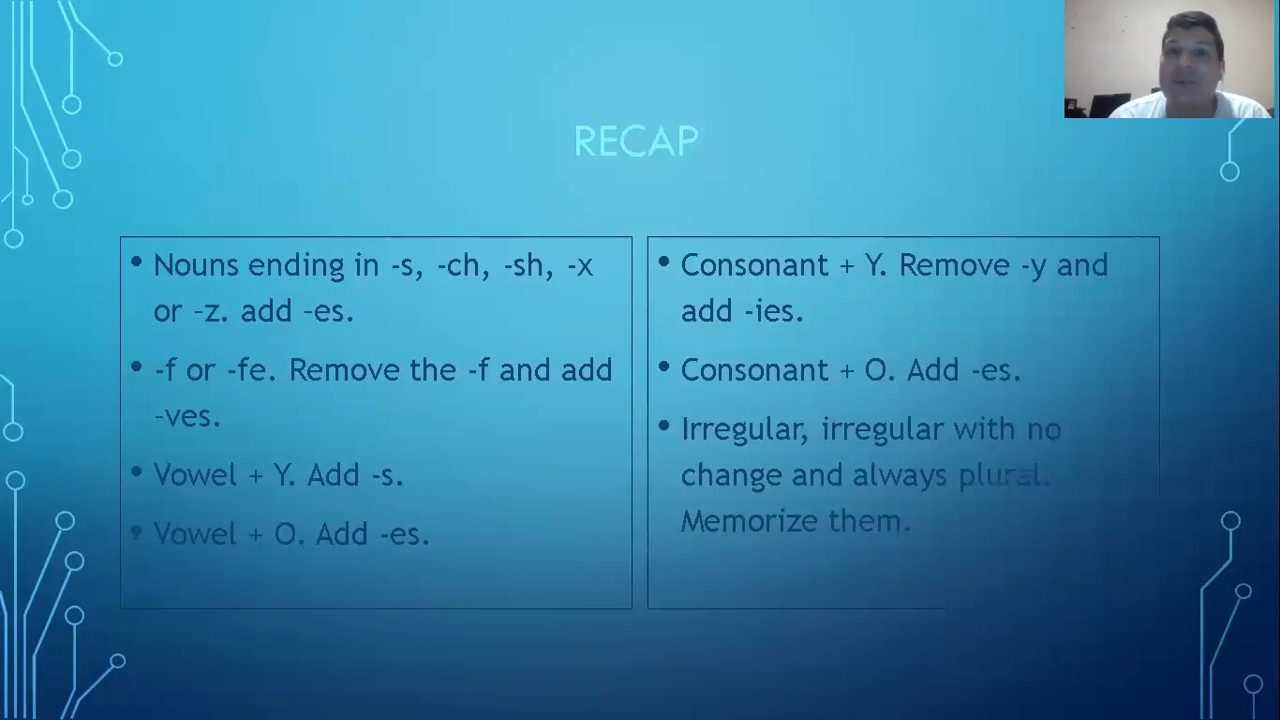 RECAP
• Nouns ending in -s, -ch, -sh, -x
or -z. add -es.
• -f or -fe. Remove the -f and add
-ves.
• Vowel + Y. Add -s.
• Vowel + O. Add -es.
• Consonant + Y. Remove -y and
add -ies.
• Consonant + O. Add -es.
• Irregular, irregular with no
change and always plural.
Memorize them.